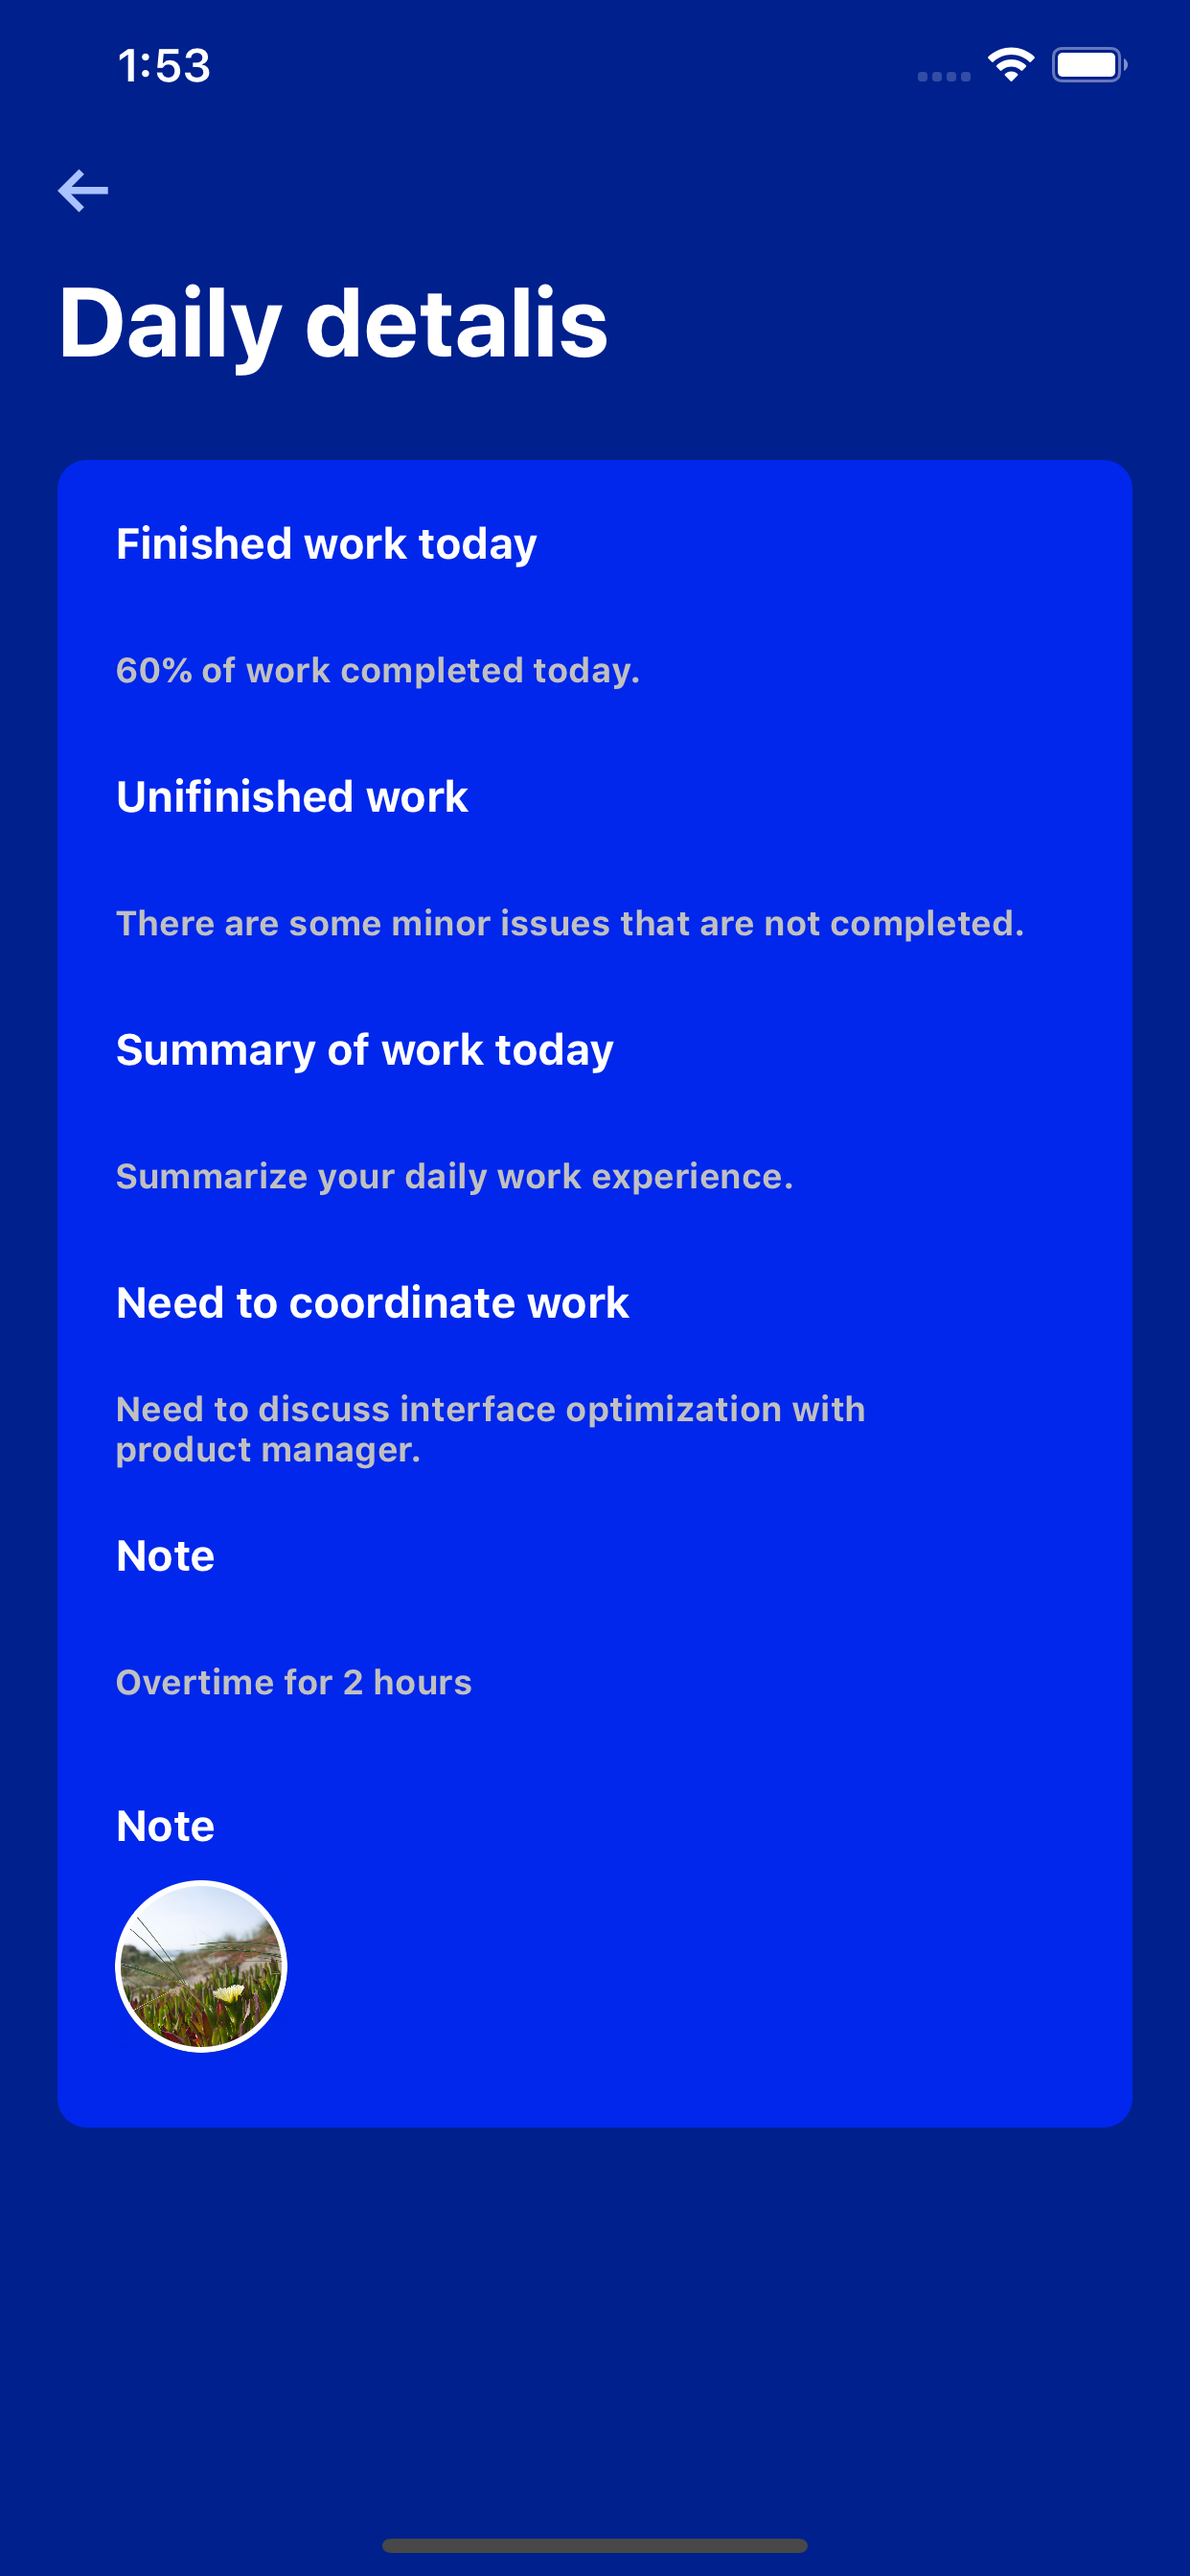 1:53
Daily detalis
Finished work today
60% of work completed today.
Unifinished work
There are some minor issues that are not completed.
Summary of work today
Summarize your daily work experience.
Need to coordinate work
Need to discuss interface optimization with
product manager.
Note
Overtime for 2 hours
Note